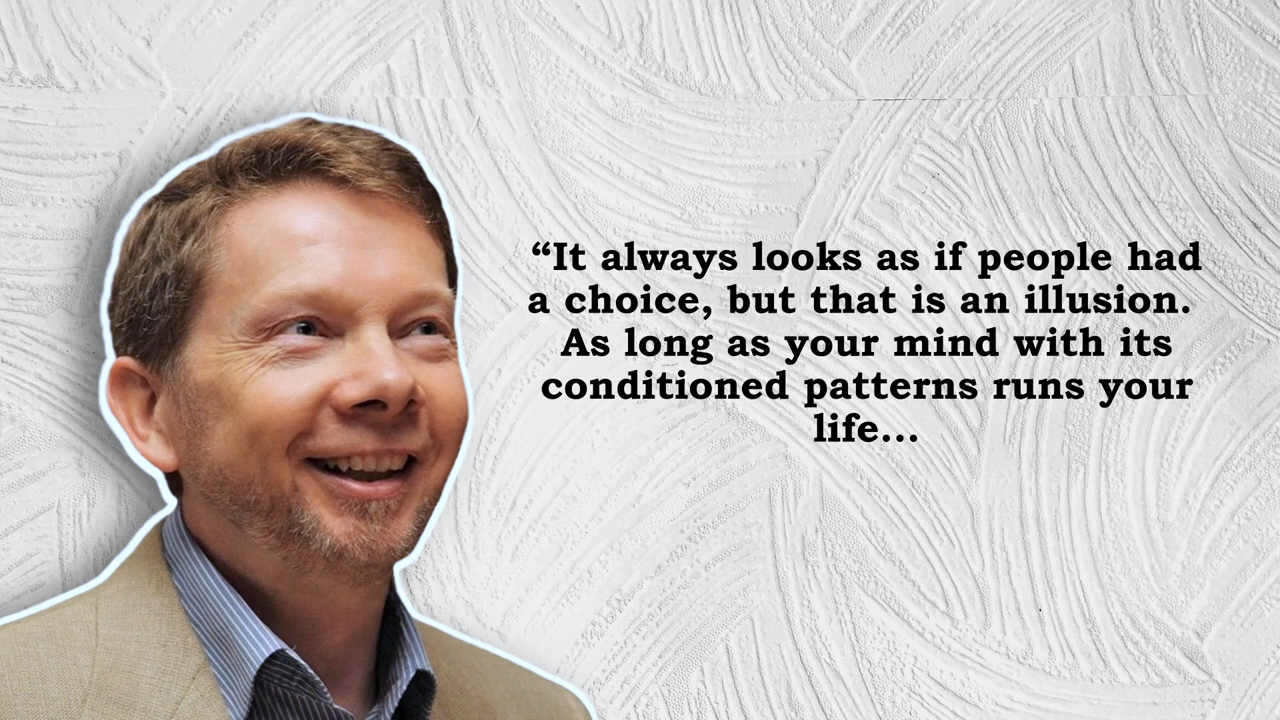 “It always looks as if people had
a choice, but that is an illusion.
As long as your mind with its
conditioned patterns runs your
life...